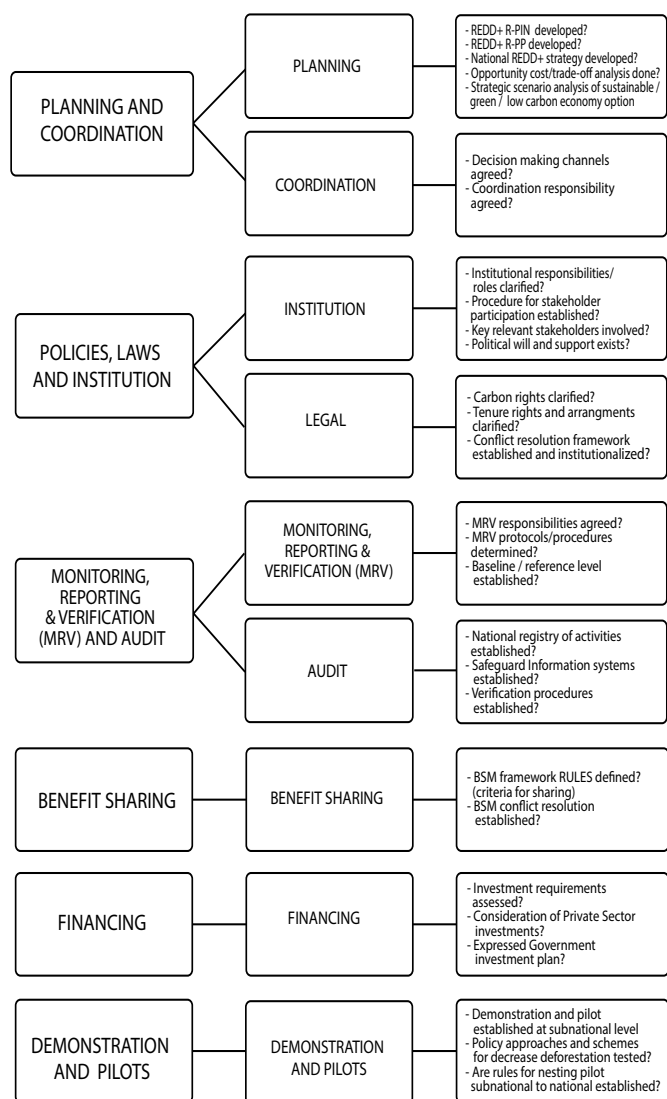 PLANNING AND
COORDINATION
PLANNING
- REDD+ R-PIN developed?
- REDD+ R-PP developed?
- National REDD+ strategy developed?
- Opportunity cost/trade-off analysis done?
- Strategic scenario analysis of sustainable /
green / low carbon economy option
COORDINATION
- Decision making channels
agreed?
- Coordination responsibility
agreed?
POLICIES, LAWS
AND INSTITUTION
INSTITUTION
- Institutional responsibilities/
roles clarified?
- Procedure for stakeholder
participation established?
- Key relevant stakeholders involved?
- Political will and support exists?
LEGAL
- Carbon rights clarified?
- Tenure rights and arrangments
clarified?
- Conflict resolution framework
established and institutionalized?
MONITORING,
REPORTING
& VERIFICATION
(MRV) AND AUDIT
MONITORING,
REPORTING &
VERIFICATION (MRV)
- MRV responsibilities agreed?
- MRV protocols/procedures
determined?
- Baseline / reference level
established?
AUDIT
- National registry of activities
established?
- Safeguard Information systems
established?
- Verification procedures
established?
BENEFIT SHARING
BENEFIT SHARING
- BSM framework RULES defined?
(criteria for sharing)
- BSM conflict resolution
established?
FINANCING
FINANCING
- Investment requirements
assessed?
- Consideration of Private Sector
investments?
- Expressed Government
investment plan?
DEMONSTRATION
AND PILOTS
DEMONSTRATION
AND PILOTS
- Demonstration and pilot
established at subnational level
- Policy approaches and schemes
for decrease deforestation tested?
- Are rules for nesting pilot
subnational to national established?